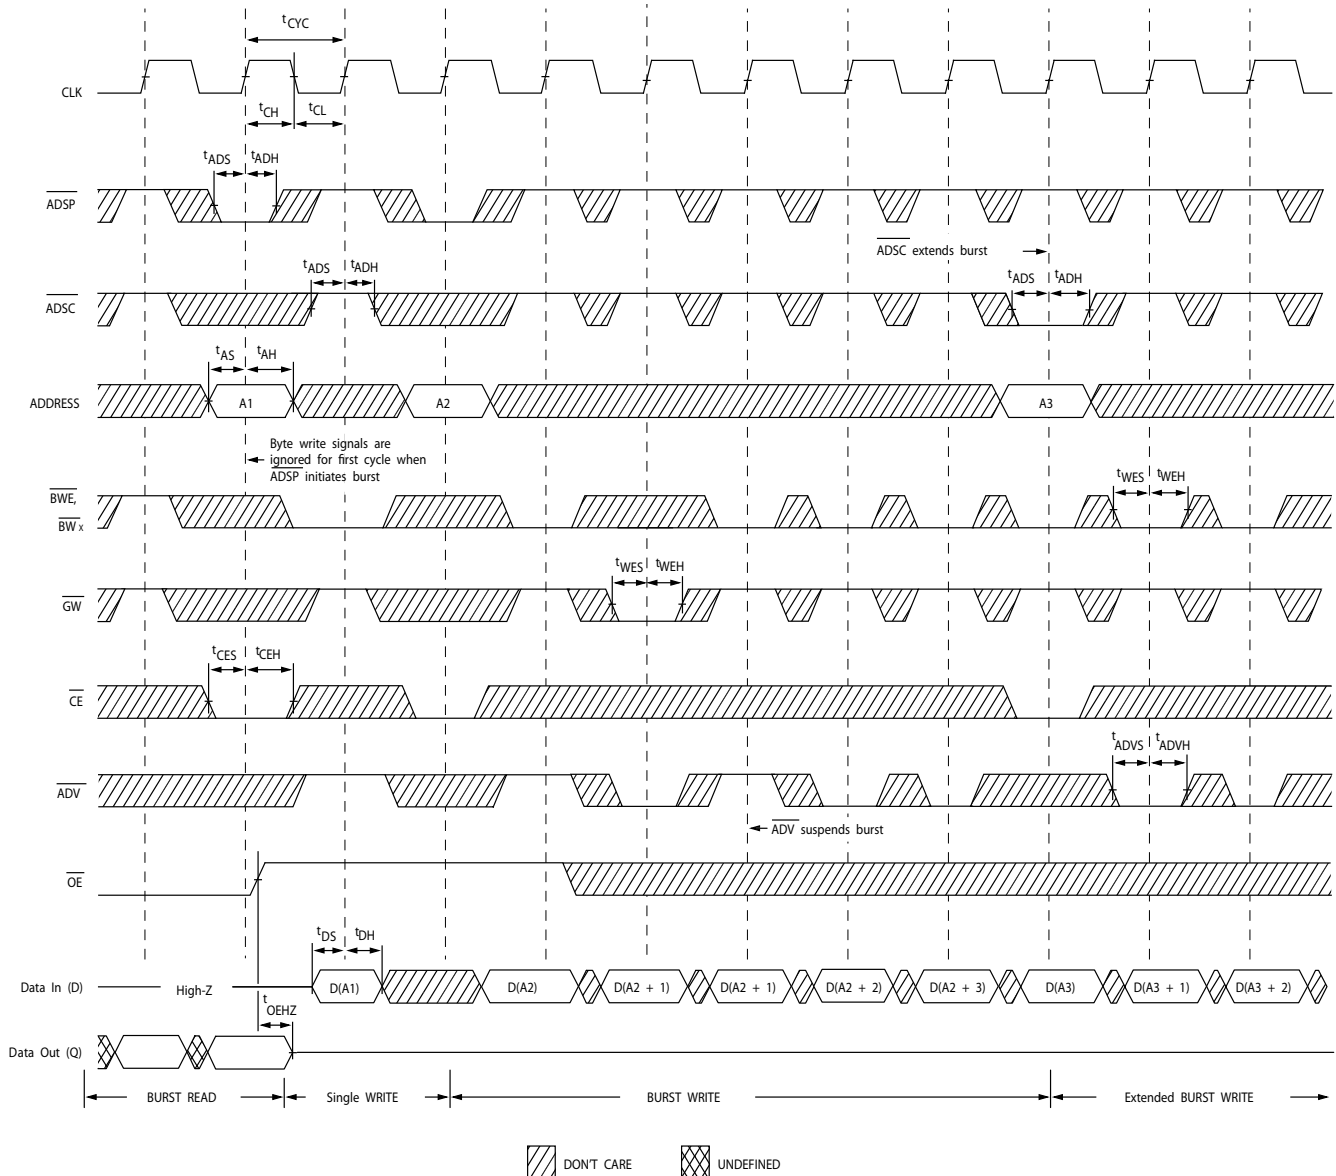 tCYC
CLK
tCH
tCL
tADS
tADH
ADSP
ADSC extends burst
tADS
tADH
tADS
tADH
ADSC
tAS
tAH
ADDRESS
A1
A2
A3
Byte write signals are
ignored for first cycle when
ADSP initiates burst
tWES
tWEH
BWE,
BW X
tWES
tWEH
GW
tCES
tCEH
CE
tADVS
tADVH
ADV
ADV suspends burst
OE
tDS
tDH
Data In (D)
High-Z
D(A1)
D(A2)
D(A2 + 1)
D(A2 + 1)
D(A2 + 2)
D(A2 + 3)
D(A3)
D(A3 + 1)
D(A3 + 2)
tOEHZ
Data Out (Q)
BURST READ
Single WRITE
BURST WRITE
Extended BURST WRITE
DON'T CARE
UNDEFINED